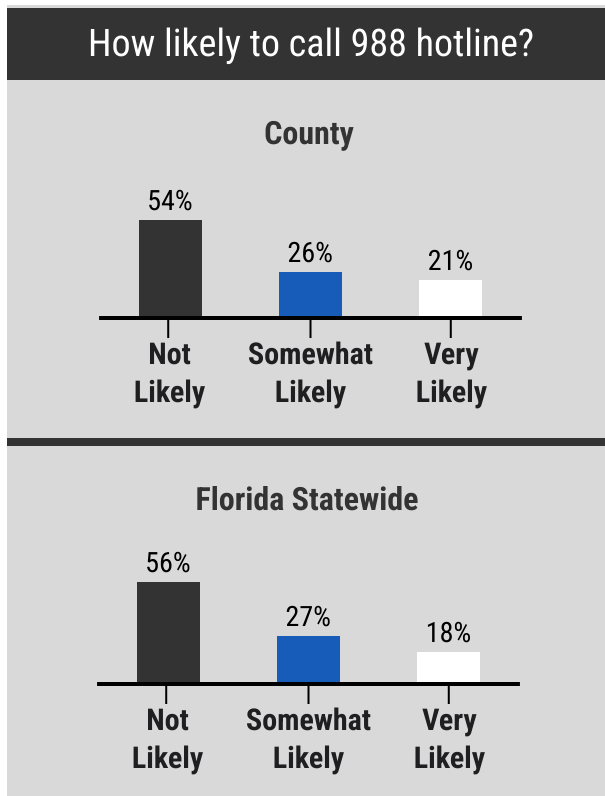 How likely to call 988 hotline?
County
54%
26%
21%
Not Likely
Somewhat Likely
Very Likely
Florida Statewide
56%
27%
18%
Not Likely
Somewhat Likely
Very Likely